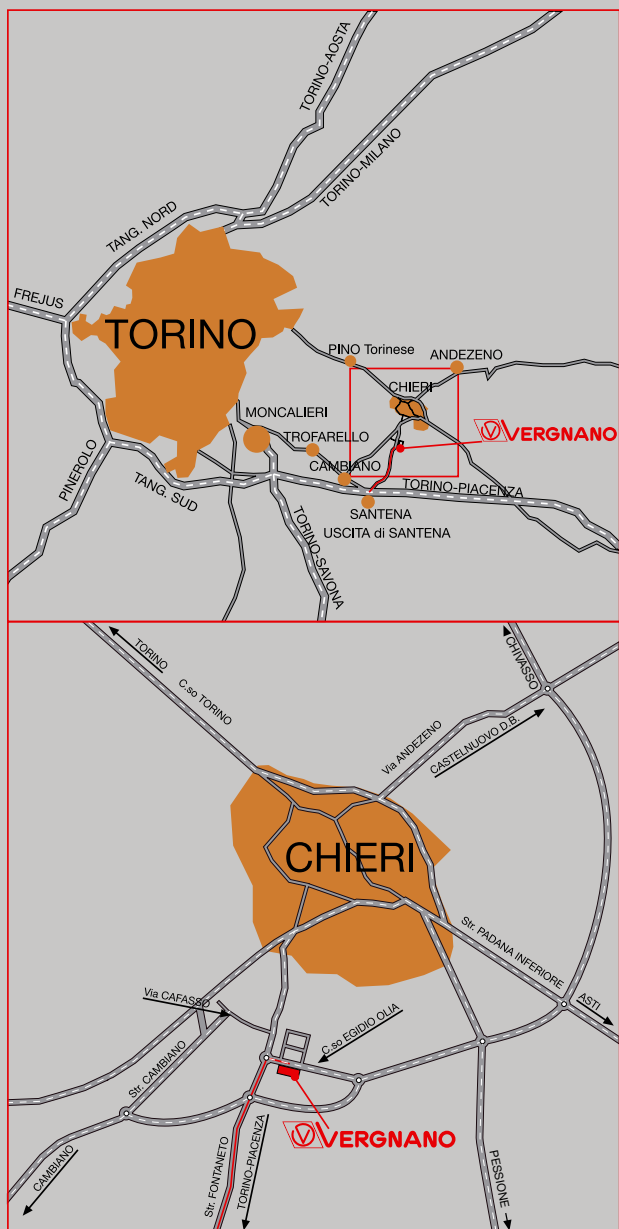 TORINO-AOSTA
TORINO-MILANO
TANG. NORD
FREJUS
TORINO
PINO Torinese
ANDEZENO
CHIERI
MONCALIERI
VERGNANO
TROFARELLO
CAMBIANO
TORINO-PIACENZA
PINEROLO
TANG. SUD
SANTENA
USCITA di SANTENA
TORINO-SAVONA
TORINO
C.so TORINO
CHIVASSO
Via ANDEZENO
CASTELNUOVO D.B.
CHIERI
Str. PADANA INFERIORE
Via CAFASSO
ASTI
C.so EGIDIO OLIA
Str. CAMBIANO
VERGNANO
CAMBIANO
Str. FONTANETO
TORINO-PIACENZA
PESSIONE